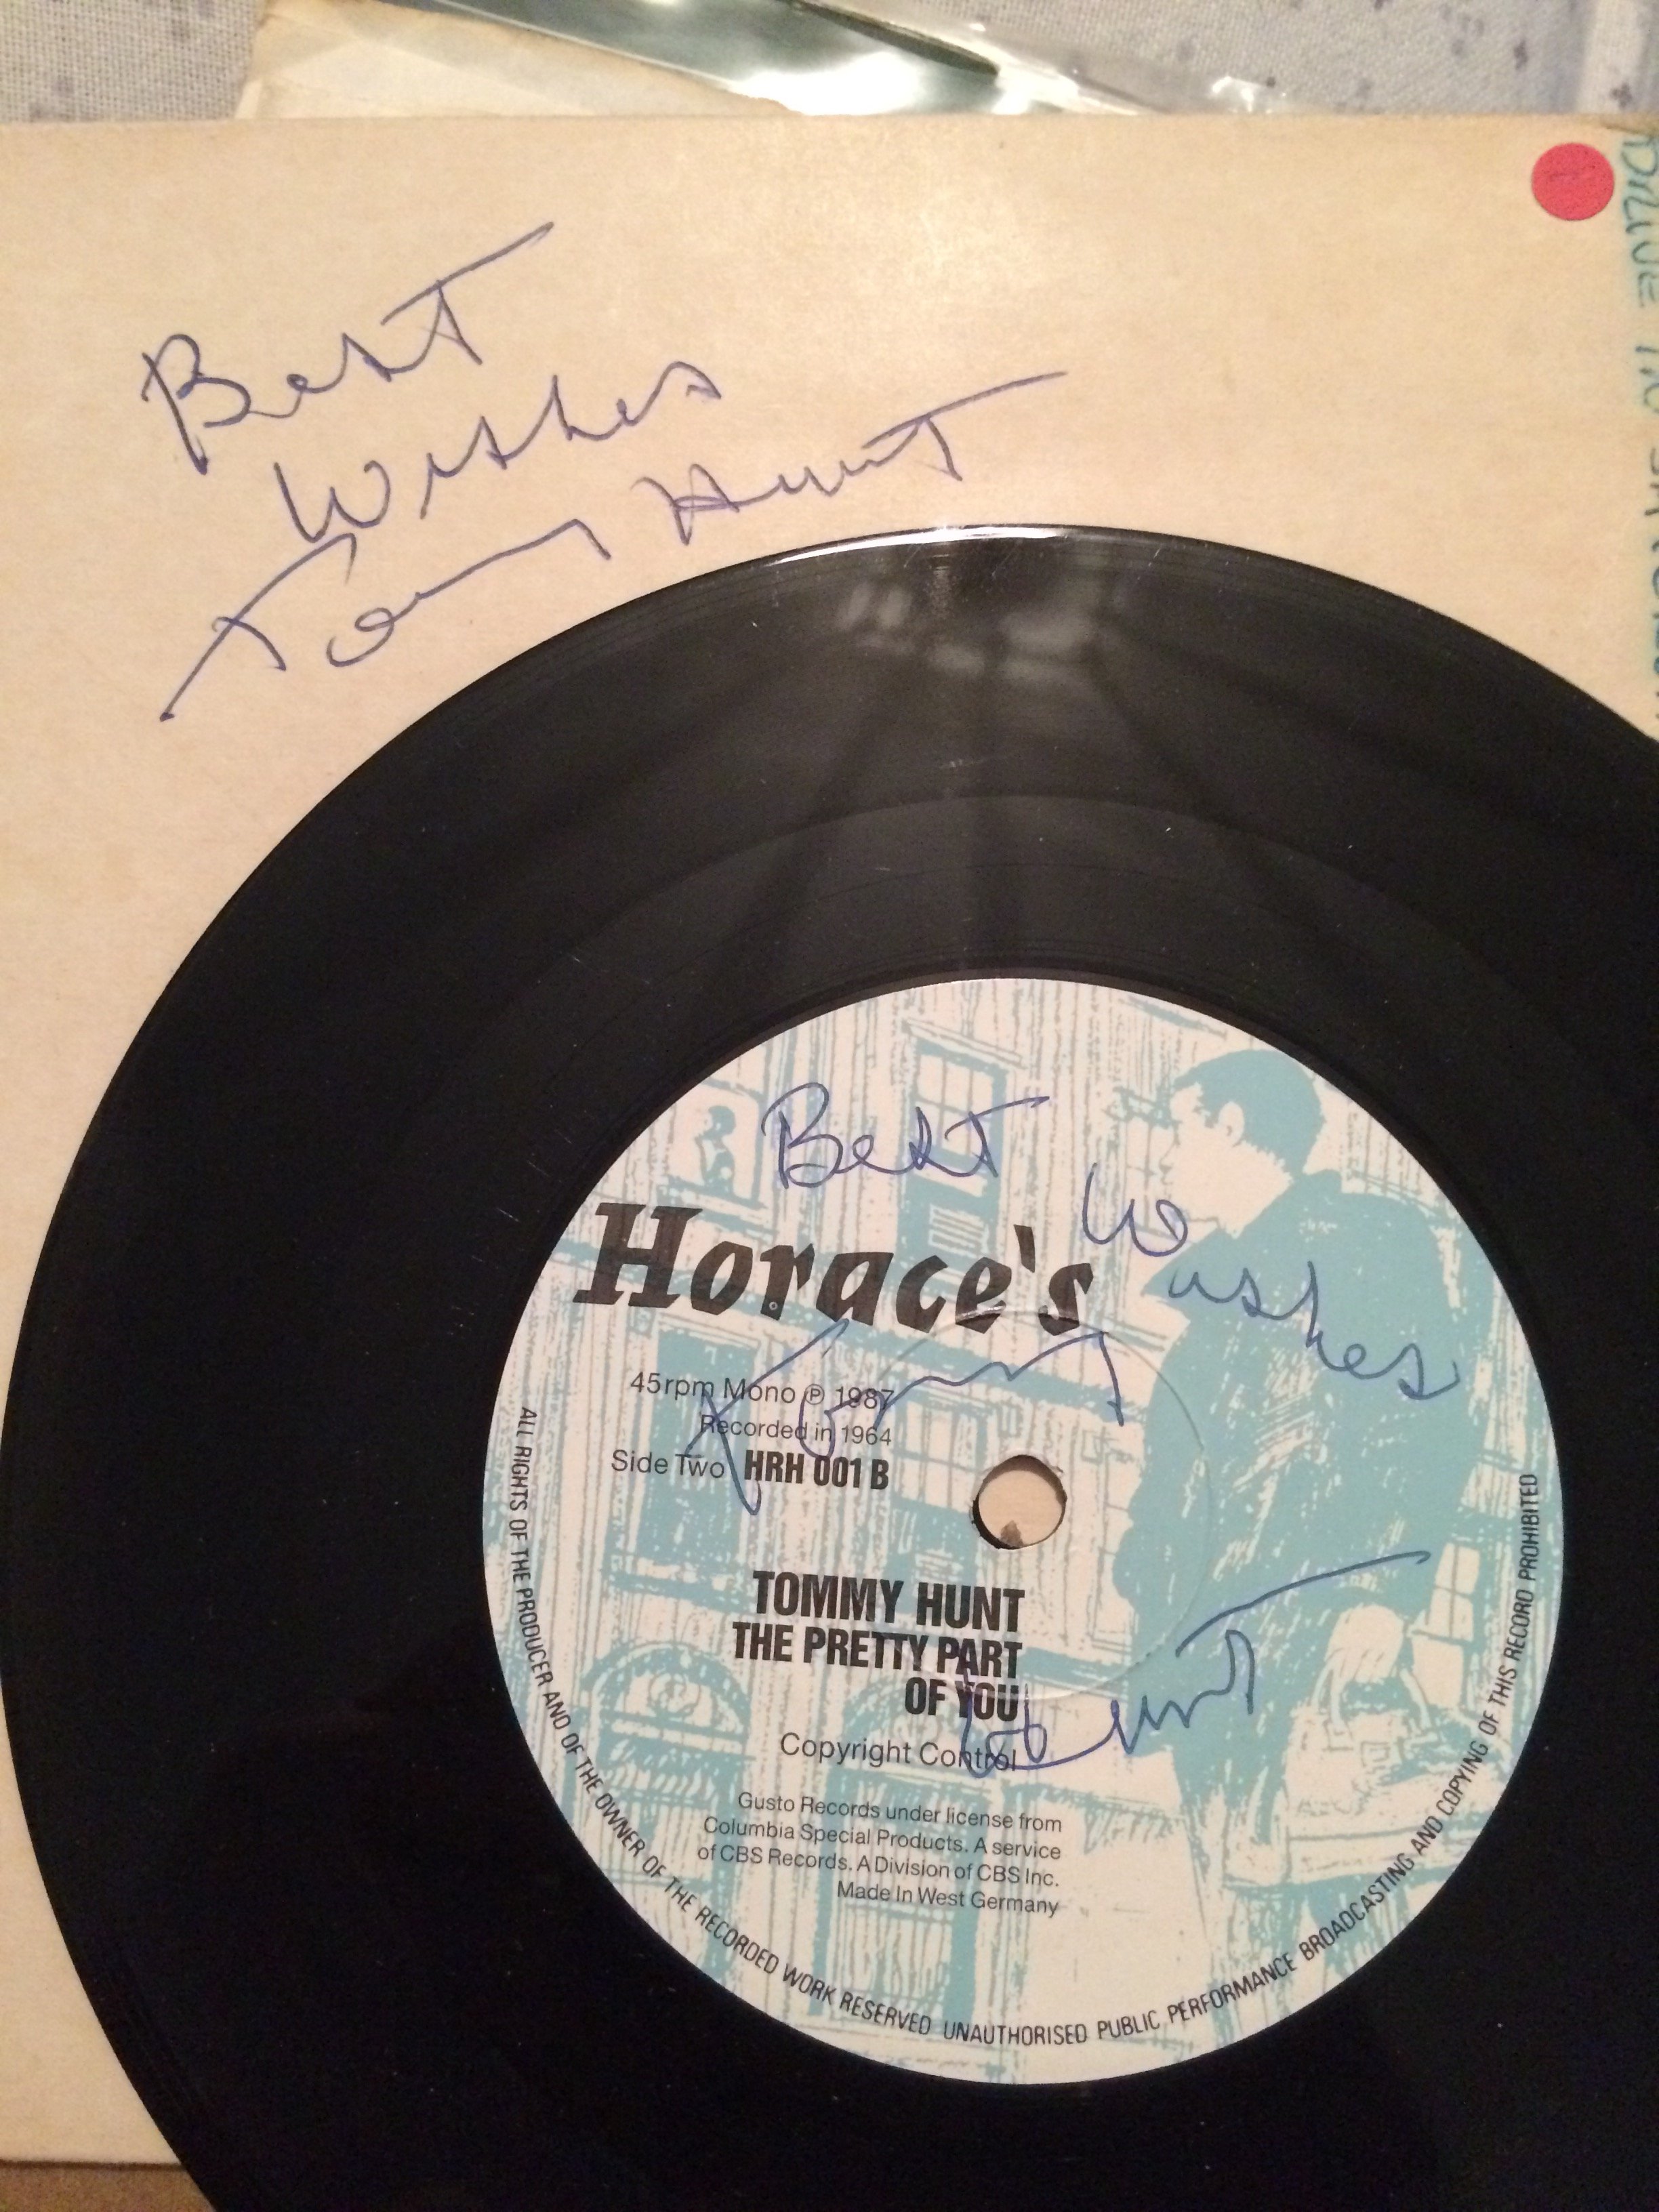 Best
Wishes
Tommy Hunt
DRIVE
Best
Wishes
Horace's
Tommy
45rpm Mono Ⓟ 1987
Recorded in 1964
Side Two HRH 001 B
TOMMY HUNT
THE PRETTY PART
OF YOU
Hunt
Copyright Control
Gusto Records under license from
Columbia Special Products. A service
of CBS Records. A Division of CBS Inc.
Made In West Germany
ALL RIGHTS OF THE PRODUCER AND OF THE OWNER OF THE RECORDED WORK RESERVED UNAUTHORISED PUBLIC PERFORMANCE BROADCASTING AND COPYING OF THIS RECORD PROHIBITED